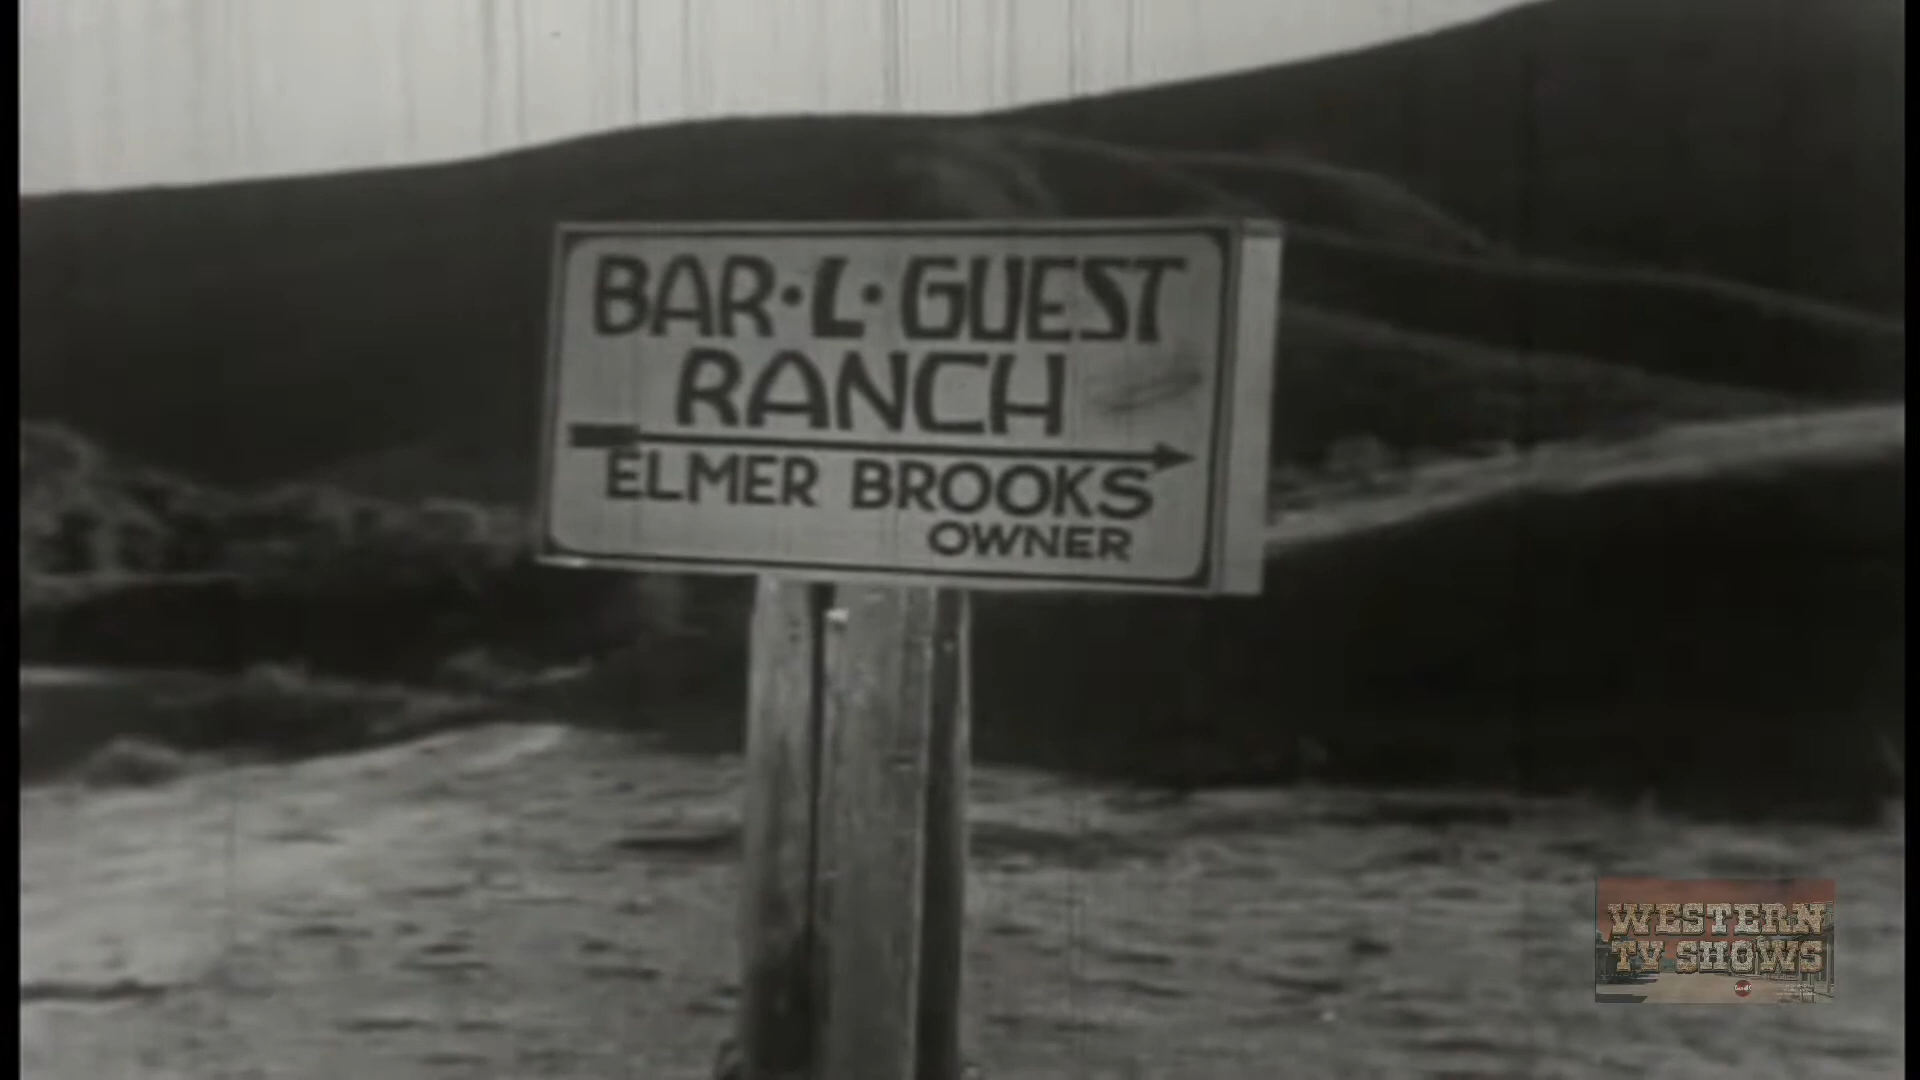 BAR·L·GUEST
RANCH
ELMER BROOKS
OWNER
WESTERN
TV SHOWS